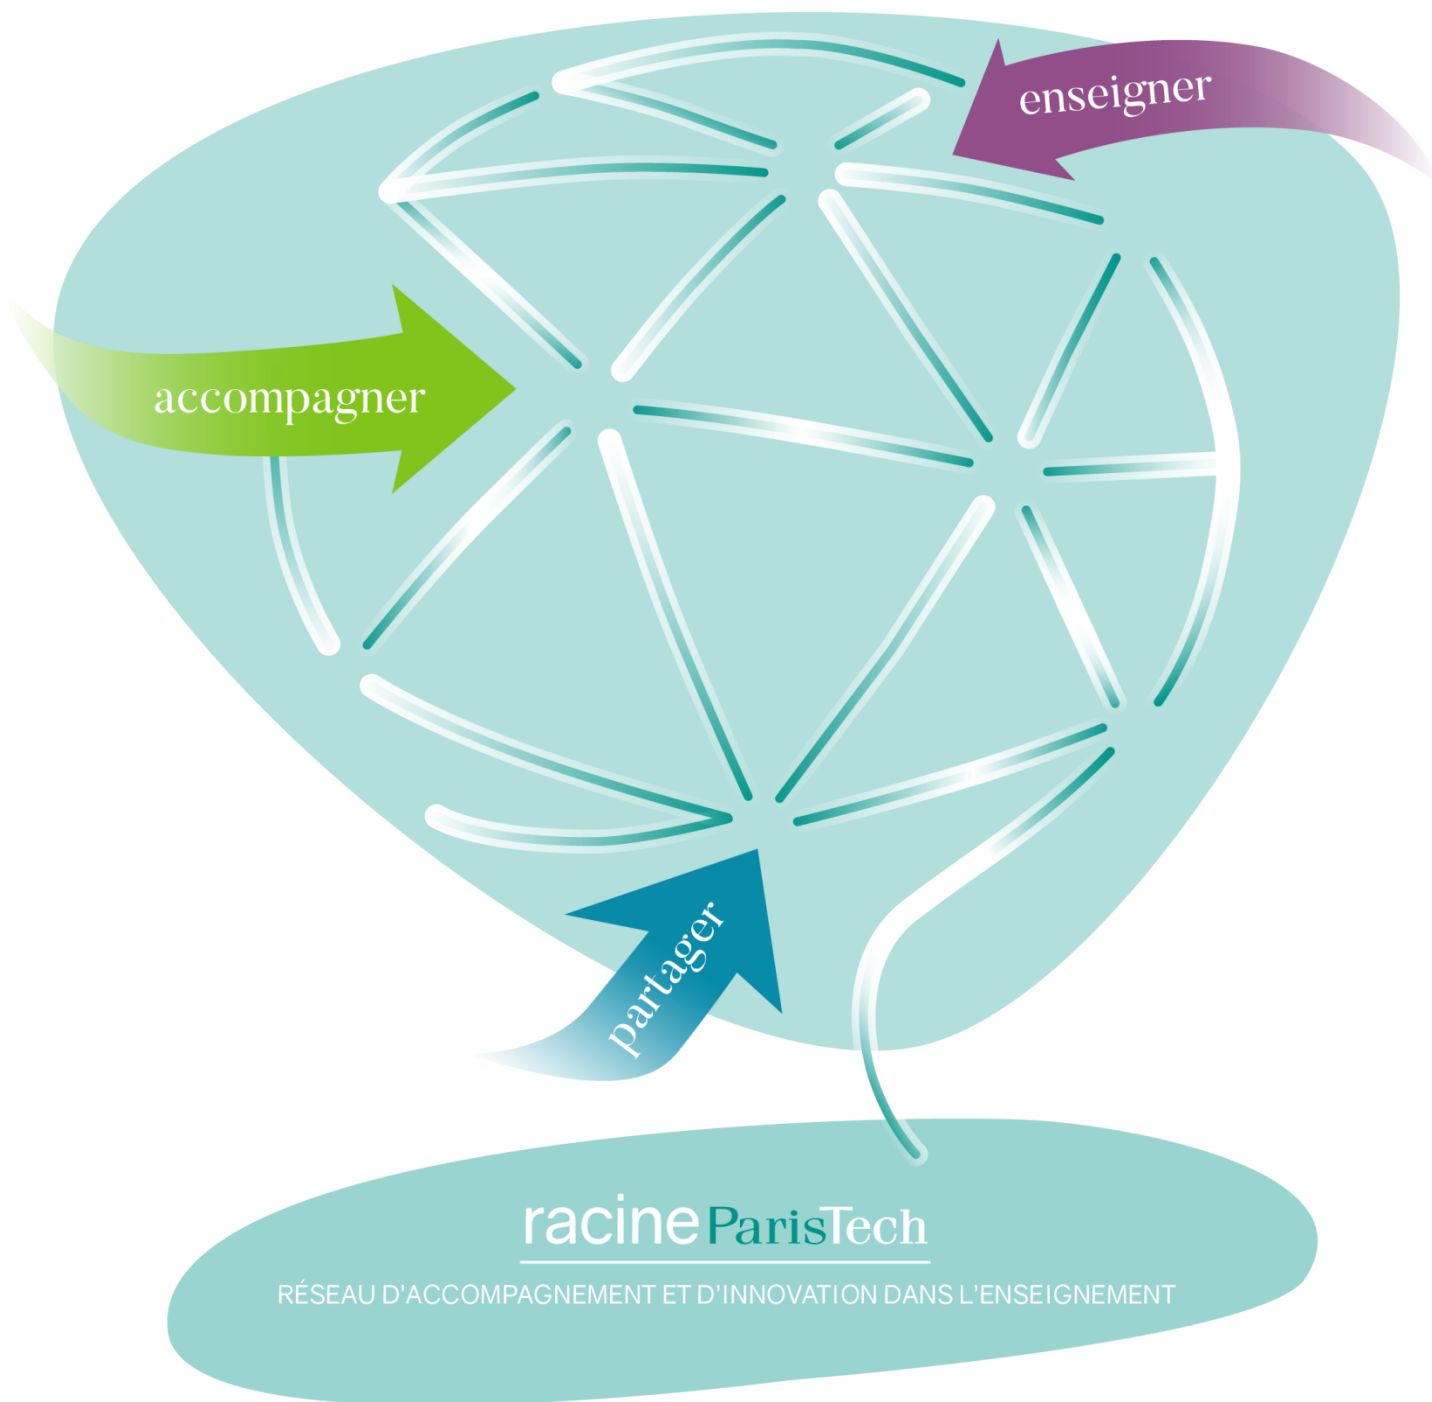 enseigner
accompagner
partager
racine ParisTech
RÉSEAU D'ACCOMPAGNEMENT ET D'INNOVATION DANS L'ENSEIGNEMENT